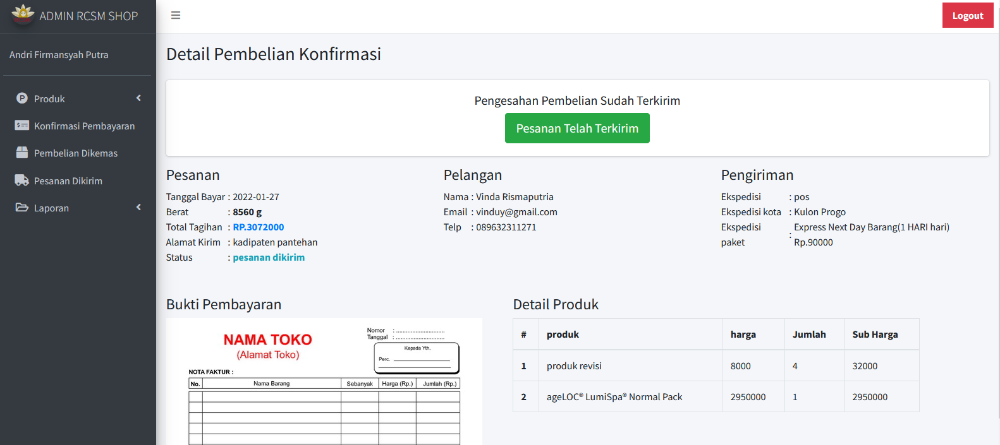 ADMIN RCSM SHOP
Logout
Andri Firmansyah Putra
Produk
Konfirmasi Pembayaran
Pembelian Dikemas
Pesanan Dikirim
Laporan
Detail Pembelian Konfirmasi
Pengesahan Pembelian Sudah Terkirim
Pesanan Telah Terkirim
Pesanan
Tanggal Bayar : 2022-01-27
Berat : 8560 g
Total Tagihan : RP.3072000
Alamat Kirim : kadipaten pantehan
Status : pesanan dikirim
Pelangan
Nama : Vinda Rismaputria
Email : vinduy@gmail.com
Telp : 089632311271
Pengiriman
Ekspedisi : pos
Ekspedisi kota : Kulon Progo
Ekspedisi paket : Express Next Day Barang(1 HARI hari)
Rp.90000
Bukti Pembayaran
NAMA TOKO
(Alamat Toko)
Nomor : ..............................
Tanggal : ..............................
Kepada Yth.
Perc. ____________________
NOTA FAKTUR :
No. Nama Barang Sebanyak Harga (Rp.) Jumlah (Rp.)
Detail Produk
# produk harga Jumlah Sub Harga
1 produk revisi 8000 4 32000
2 ageLOC® LumiSpa® Normal Pack 2950000 1 2950000